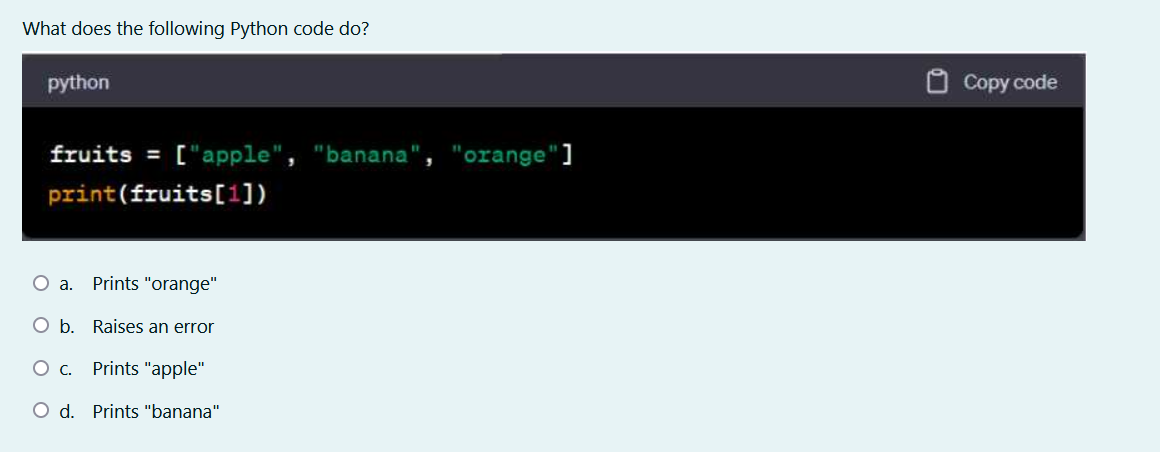 What does the following Python code do?
python
Copy code
fruits = ["apple", "banana", "orange"]
print(fruits[1])
a. Prints "orange"
b. Raises an error
c. Prints "apple"
d. Prints "banana"